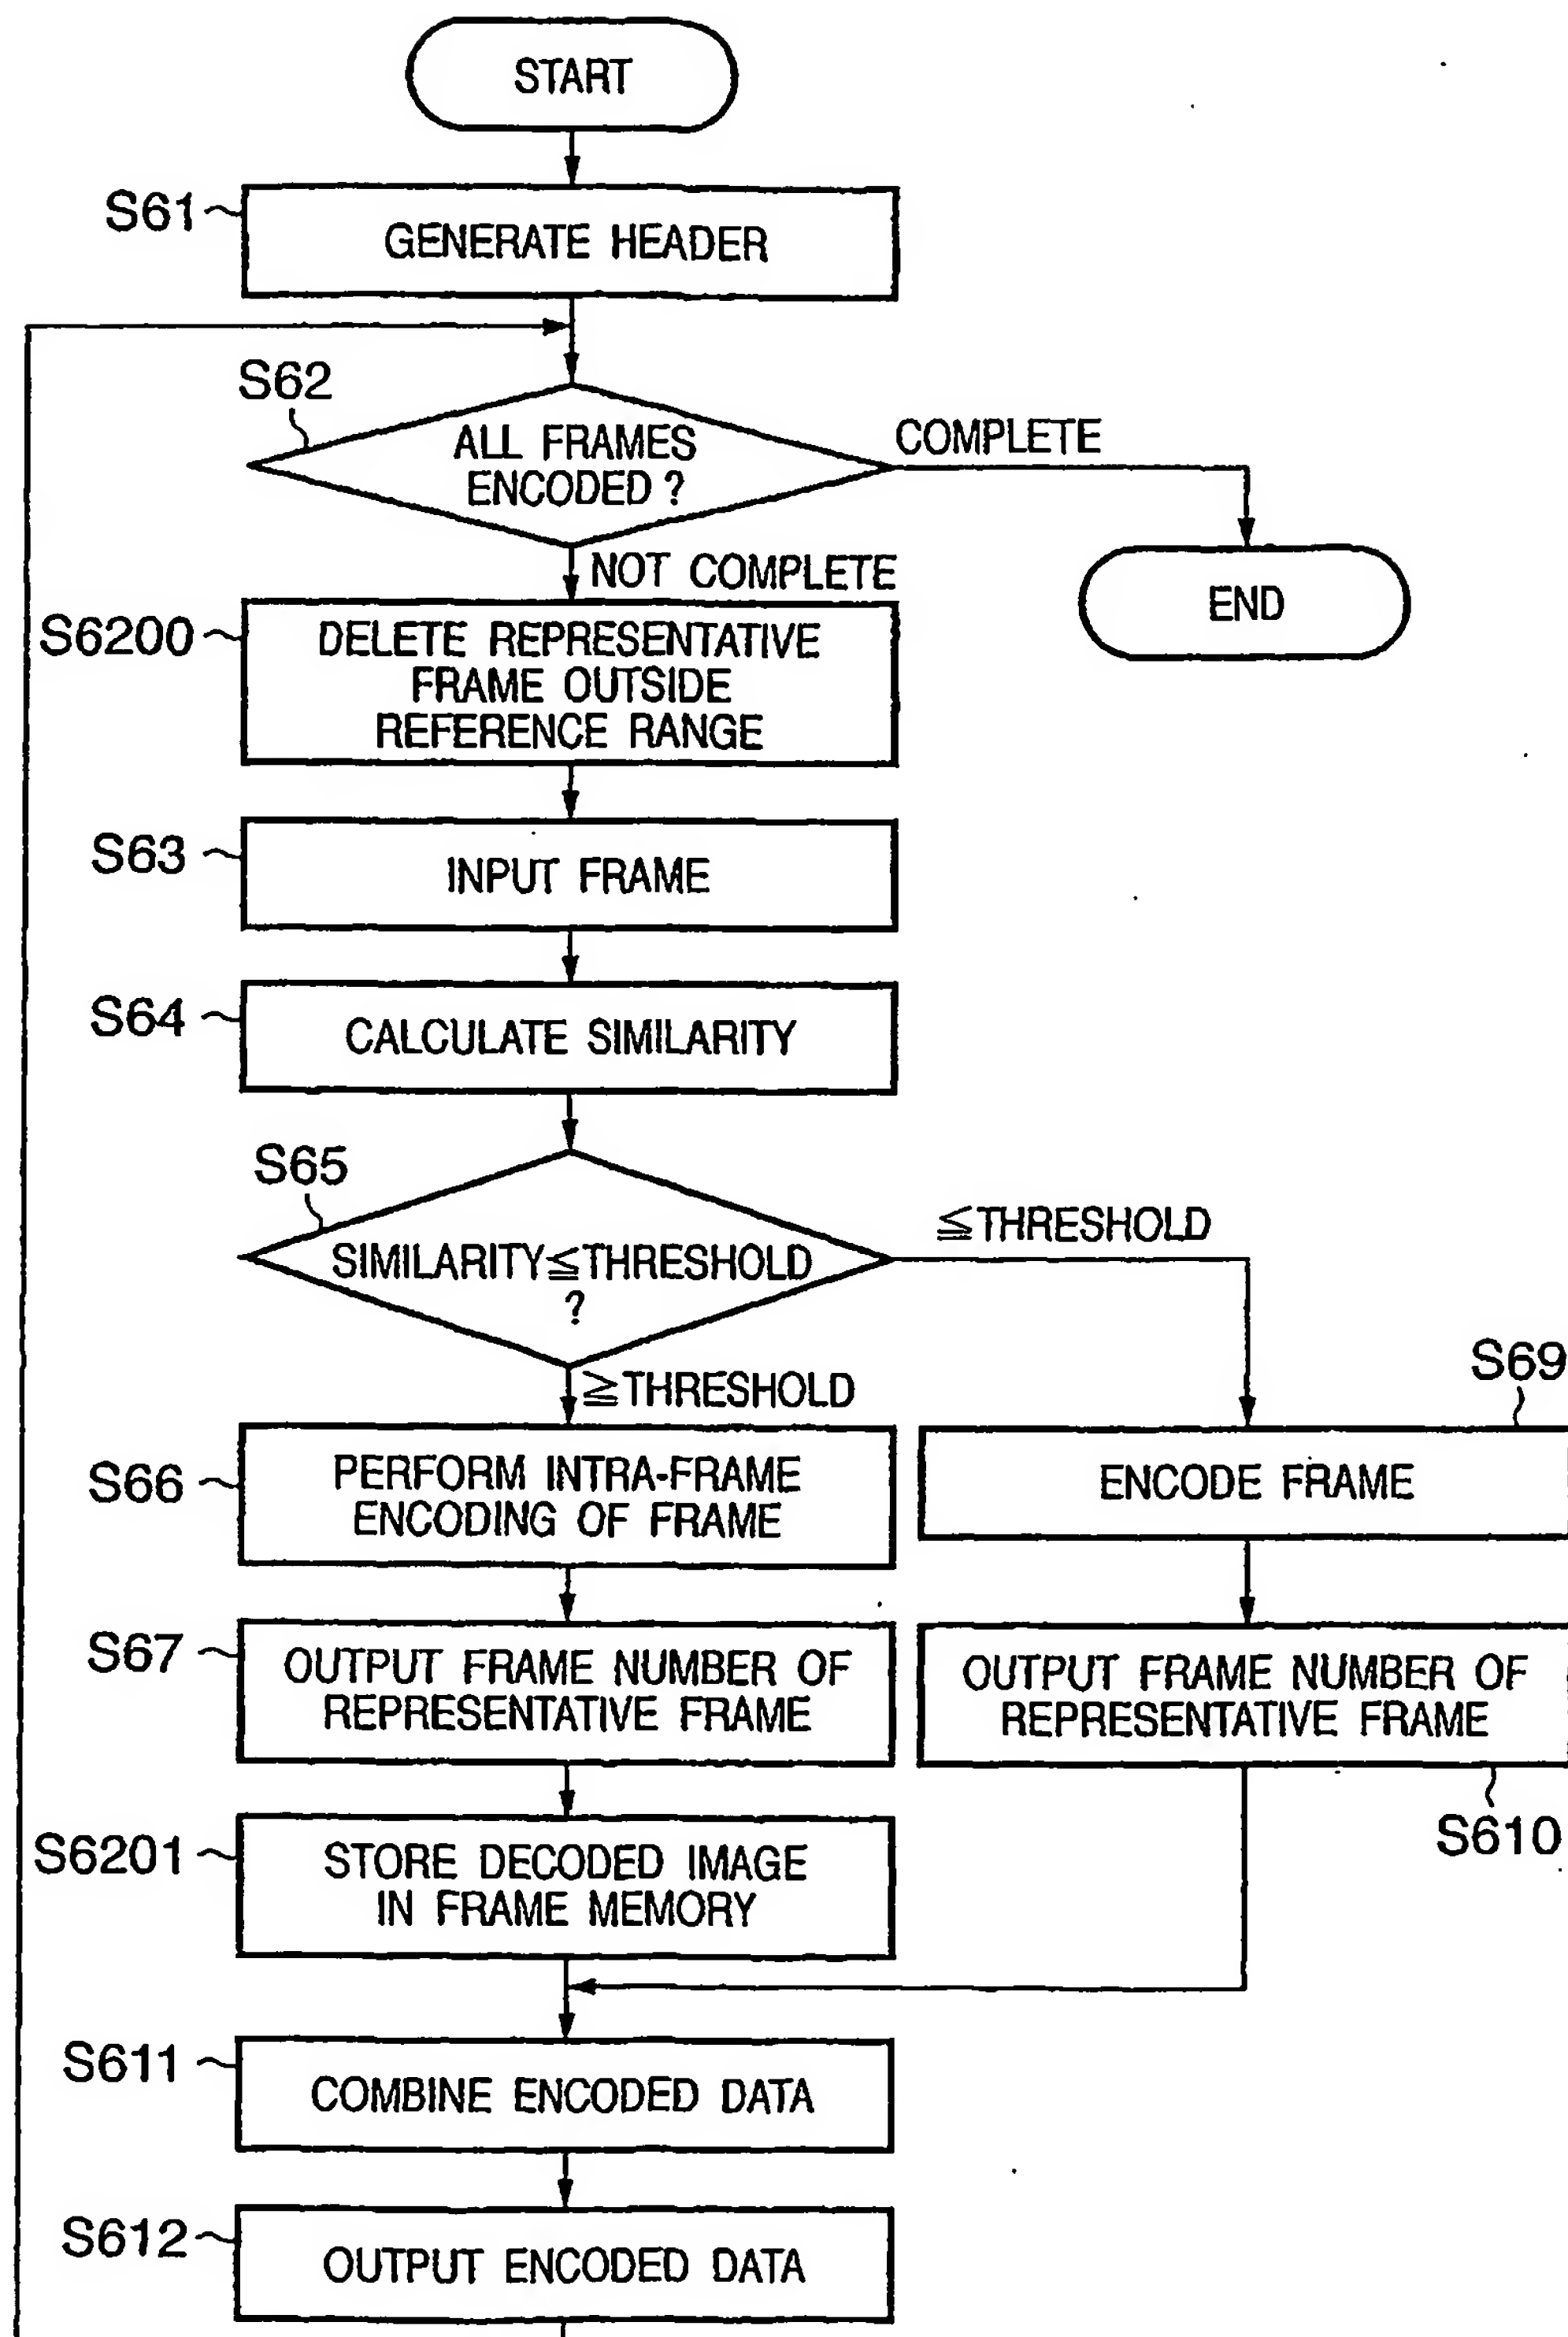 START
S61
GENERATE HEADER
S62
ALL FRAMES
ENCODED ?
COMPLETE
NOT COMPLETE
END
S6200
DELETE REPRESENTATIVE
FRAME OUTSIDE
REFERENCE RANGE
S63
INPUT FRAME
S64
CALCULATE SIMILARITY
S65
SIMILARITY≦THRESHOLD
?
≦THRESHOLD
≧THRESHOLD
S66
PERFORM INTRA-FRAME
ENCODING OF FRAME
S69
ENCODE FRAME
S67
OUTPUT FRAME NUMBER OF
REPRESENTATIVE FRAME
OUTPUT FRAME NUMBER OF
REPRESENTATIVE FRAME
S610
S6201
STORE DECODED IMAGE
IN FRAME MEMORY
S611
COMBINE ENCODED DATA
S612
OUTPUT ENCODED DATA